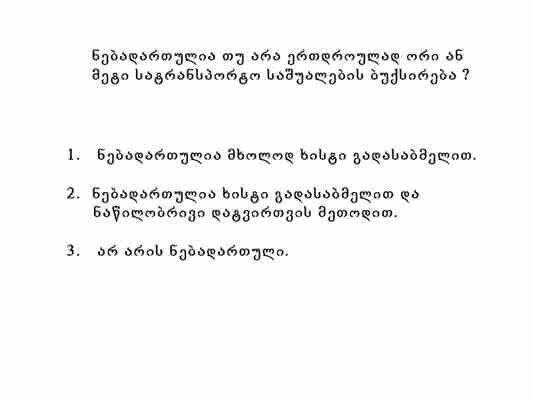 ნებადართულია თუ არა ერთდროულად ორი ან
მეტი სატრანსპორტო საშუალების ბუქსირება ?
1. ნებადართულია მხოლოდ ხისტი გადასაბმელით.
2. ნებადართულია ხისტი გადასაბმელით და
ნაწილობრივი დატვირთვის მეთოდით.
3. არ არის ნებადართული.